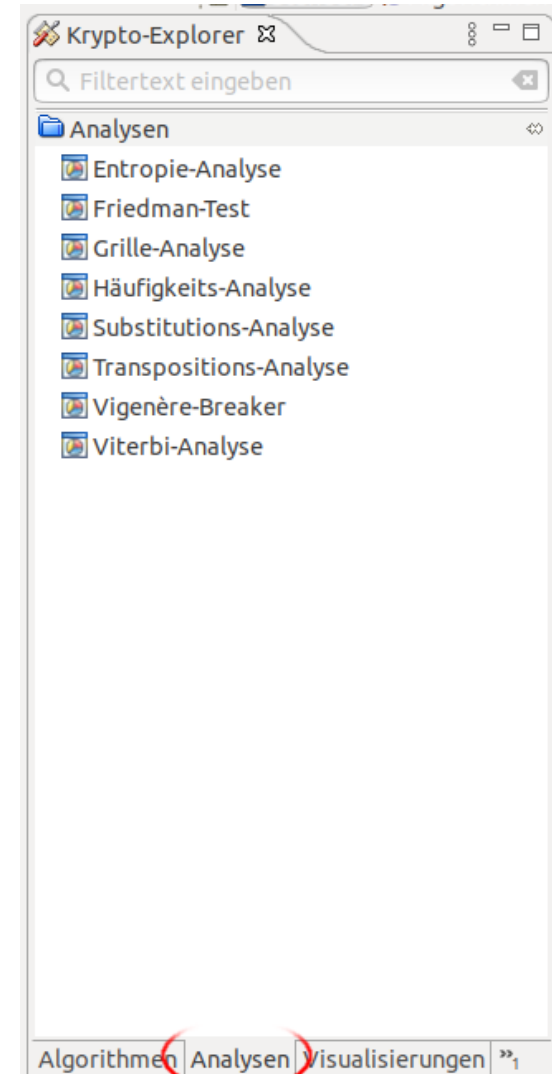 Krypto-Explorer
Filtertext eingeben
Analysen
Entropie-Analyse
Friedman-Test
Grille-Analyse
Häufigkeits-Analyse
Substitutions-Analyse
Transpositions-Analyse
Vigenère-Breaker
Viterbi-Analyse
Algorithmen Analysen Visualisierungen »1